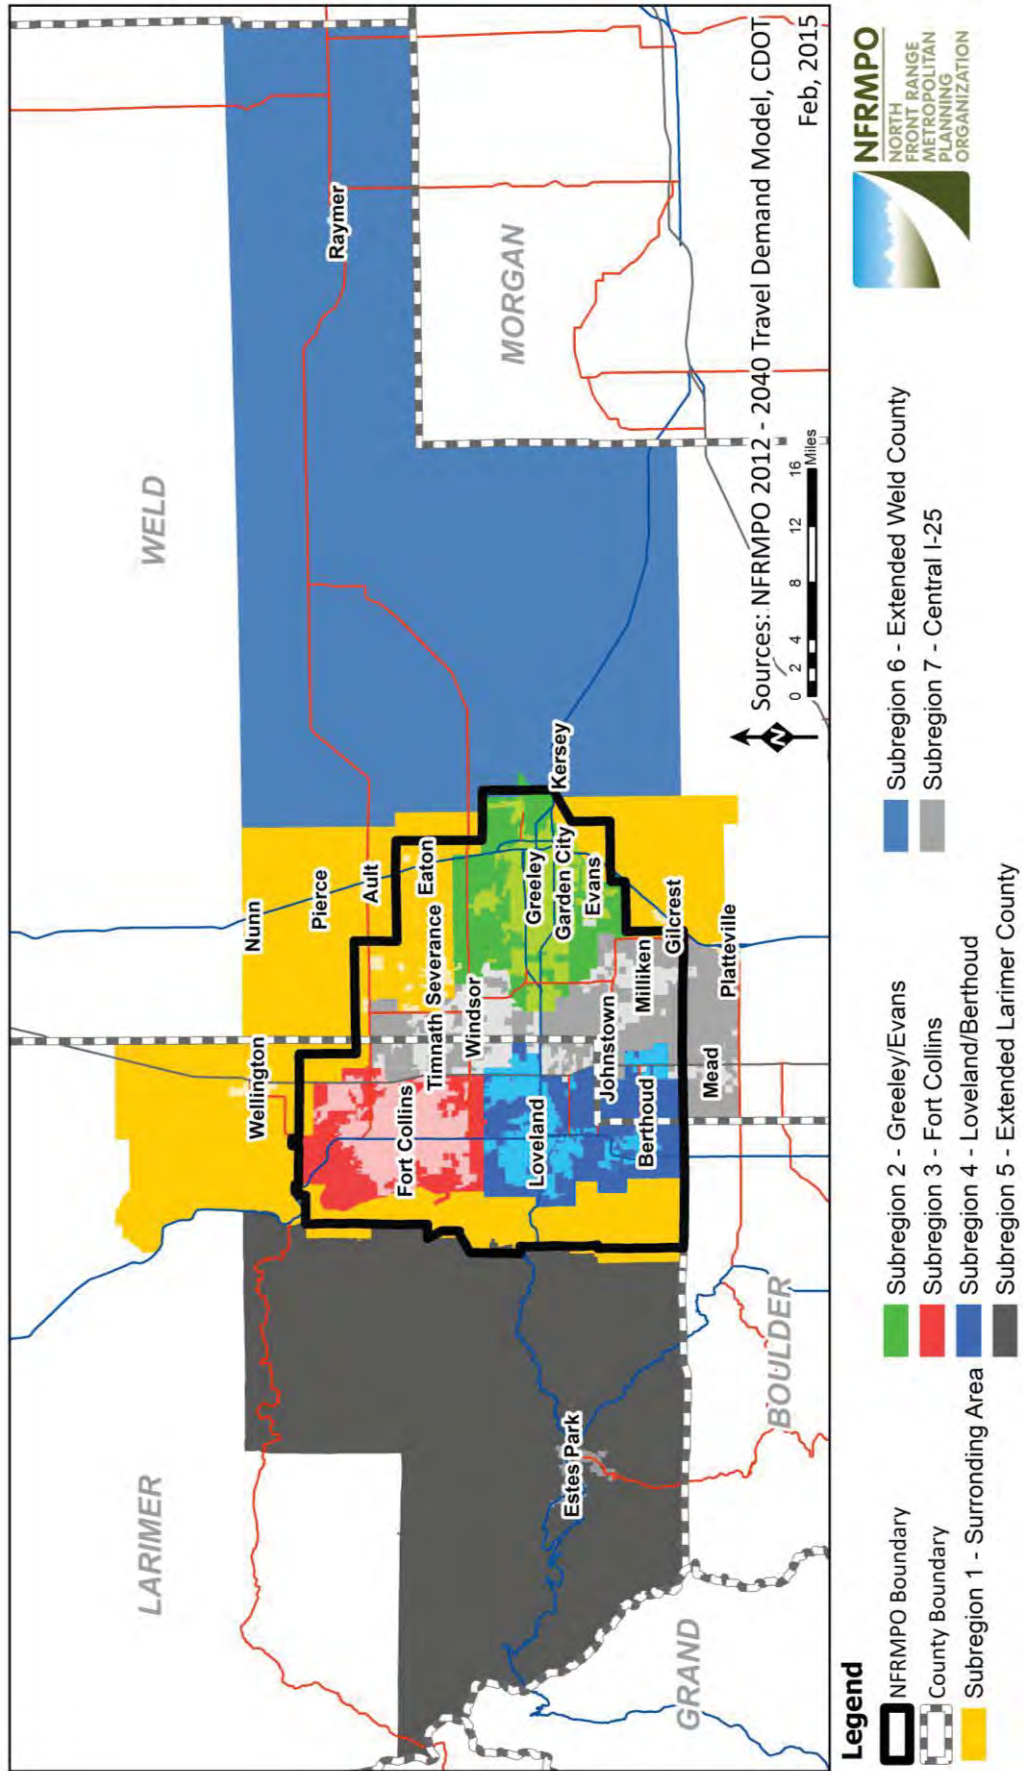 WELD
LARIMER
Raymer
MORGAN
Nunn
Pierce
Ault
Wellington
Eaton
Severance
Timnath
Fort Collins
Windsor
Greeley
Loveland
Kersey
Garden City
Evans
Estes Park
Johnstown
Milliken
Berthoud
Gilcrest
Platteville
Mead
BOULDER
GRAND
Sources: NFRMPO 2012 - 2040 Travel Demand Model, CDOT
Feb, 2015
N
0 2 4 8 12 16
Miles
Legend
NFRMPO Boundary
County Boundary
Subregion 1 - Surronding Area
Subregion 2 - Greeley/Evans
Subregion 3 - Fort Collins
Subregion 4 - Loveland/Berthoud
Subregion 5 - Extended Larimer County
Subregion 6 - Extended Weld County
Subregion 7 - Central I-25
NFRMPO
NORTH
FRONT RANGE
METROPOLITAN
PLANNING
ORGANIZATION